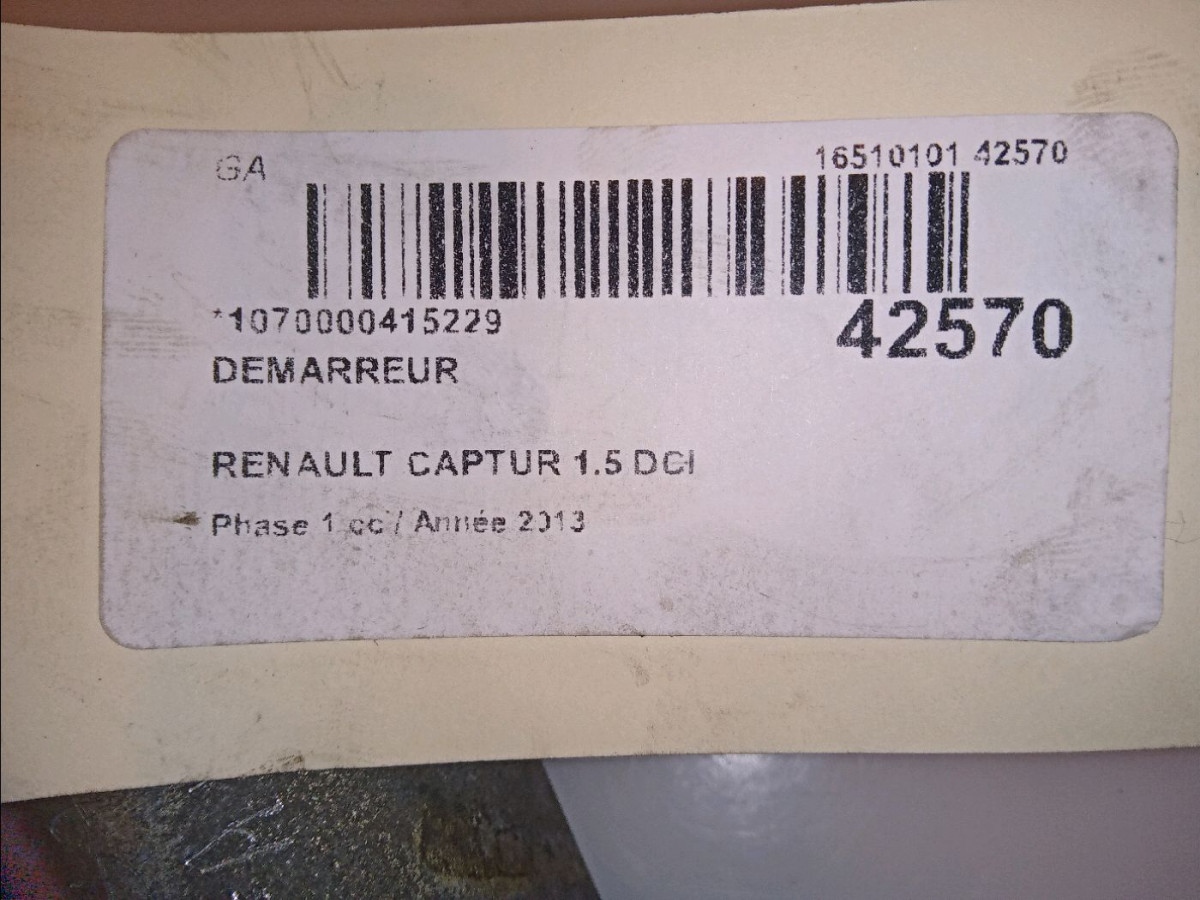 GA
16510101 42570
*1070000415229
42570
DEMARREUR
RENAULT CAPTUR 1.5 DCI
Phase 1 cc / Année 2013